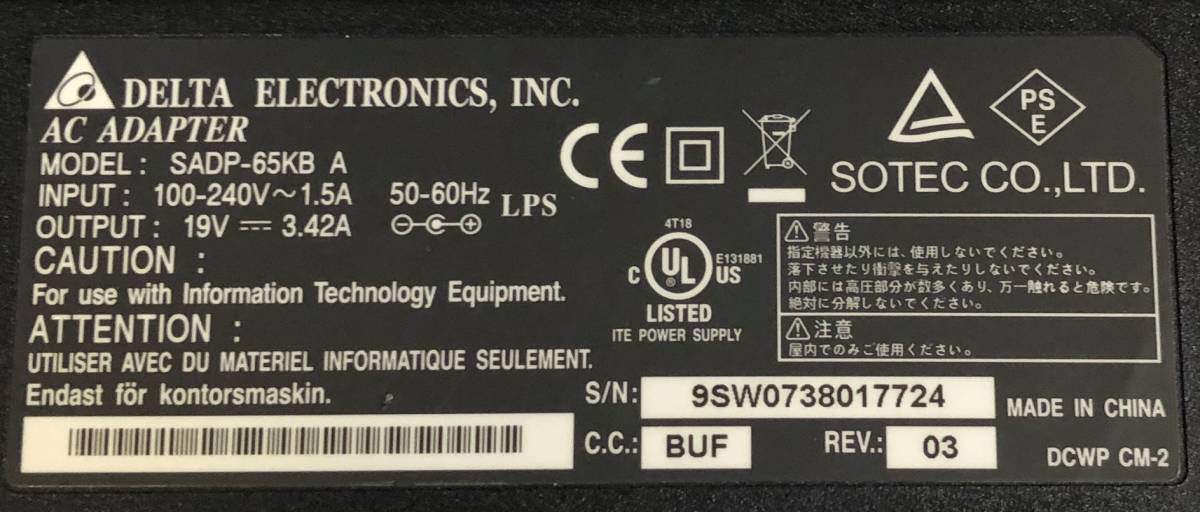 DELTA ELECTRONICS, INC.
AC ADAPTER
MODEL : SADP-65KB A
INPUT : 100-240V~1.5A 50-60Hz
OUTPUT : 19V 3.42A
LPS
CAUTION :
For use with Information Technology Equipment.
ATTENTION :
UTILISER AVEC DU MATERIEL INFORMATIQUE SEULEMENT.
Endast för kontorsmaskin.
CE
PS
E
SOTEC CO.,LTD.
4T18
C UL US
®
E131881
LISTED
ITE POWER SUPPLY
警告
指定機器以外には、使用しないでください。
落下させたり衝撃を与えたりしないでください。
内部には高圧部分が数多くあり、万一触れると危険です。
絶対に分解しないでください。
注意
屋内でのみご使用ください。
S/N: 9SW0738017724
C.C.: BUF REV.: 03
MADE IN CHINA
DCWP CM-2